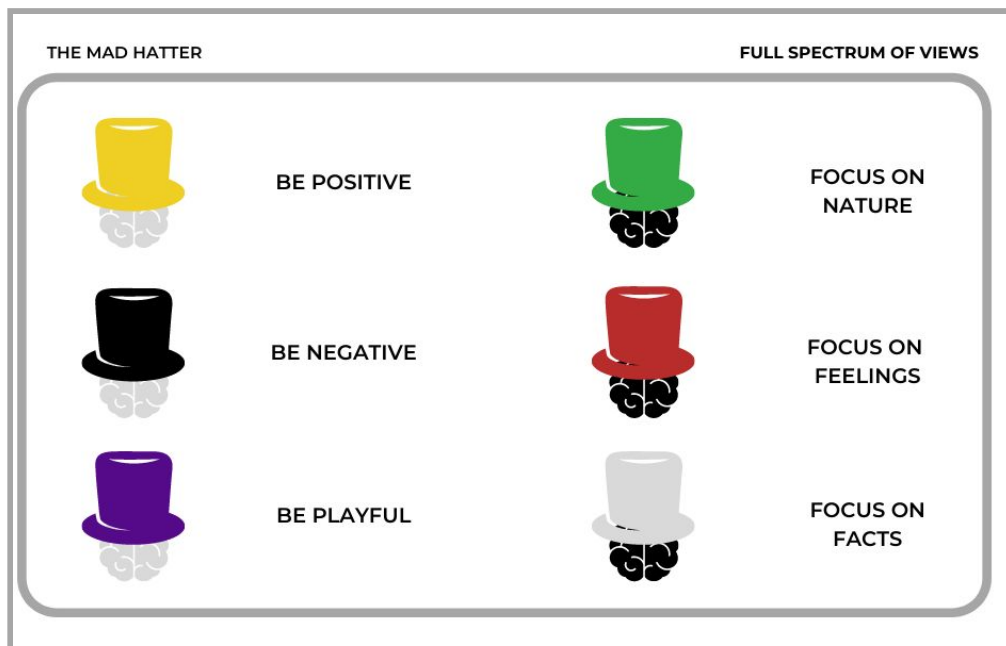 THE MAD HATTER
FULL SPECTRUM OF VIEWS
BE POSITIVE
FOCUS ON
NATURE
BE NEGATIVE
FOCUS ON
FEELINGS
BE PLAYFUL
FOCUS ON
FACTS